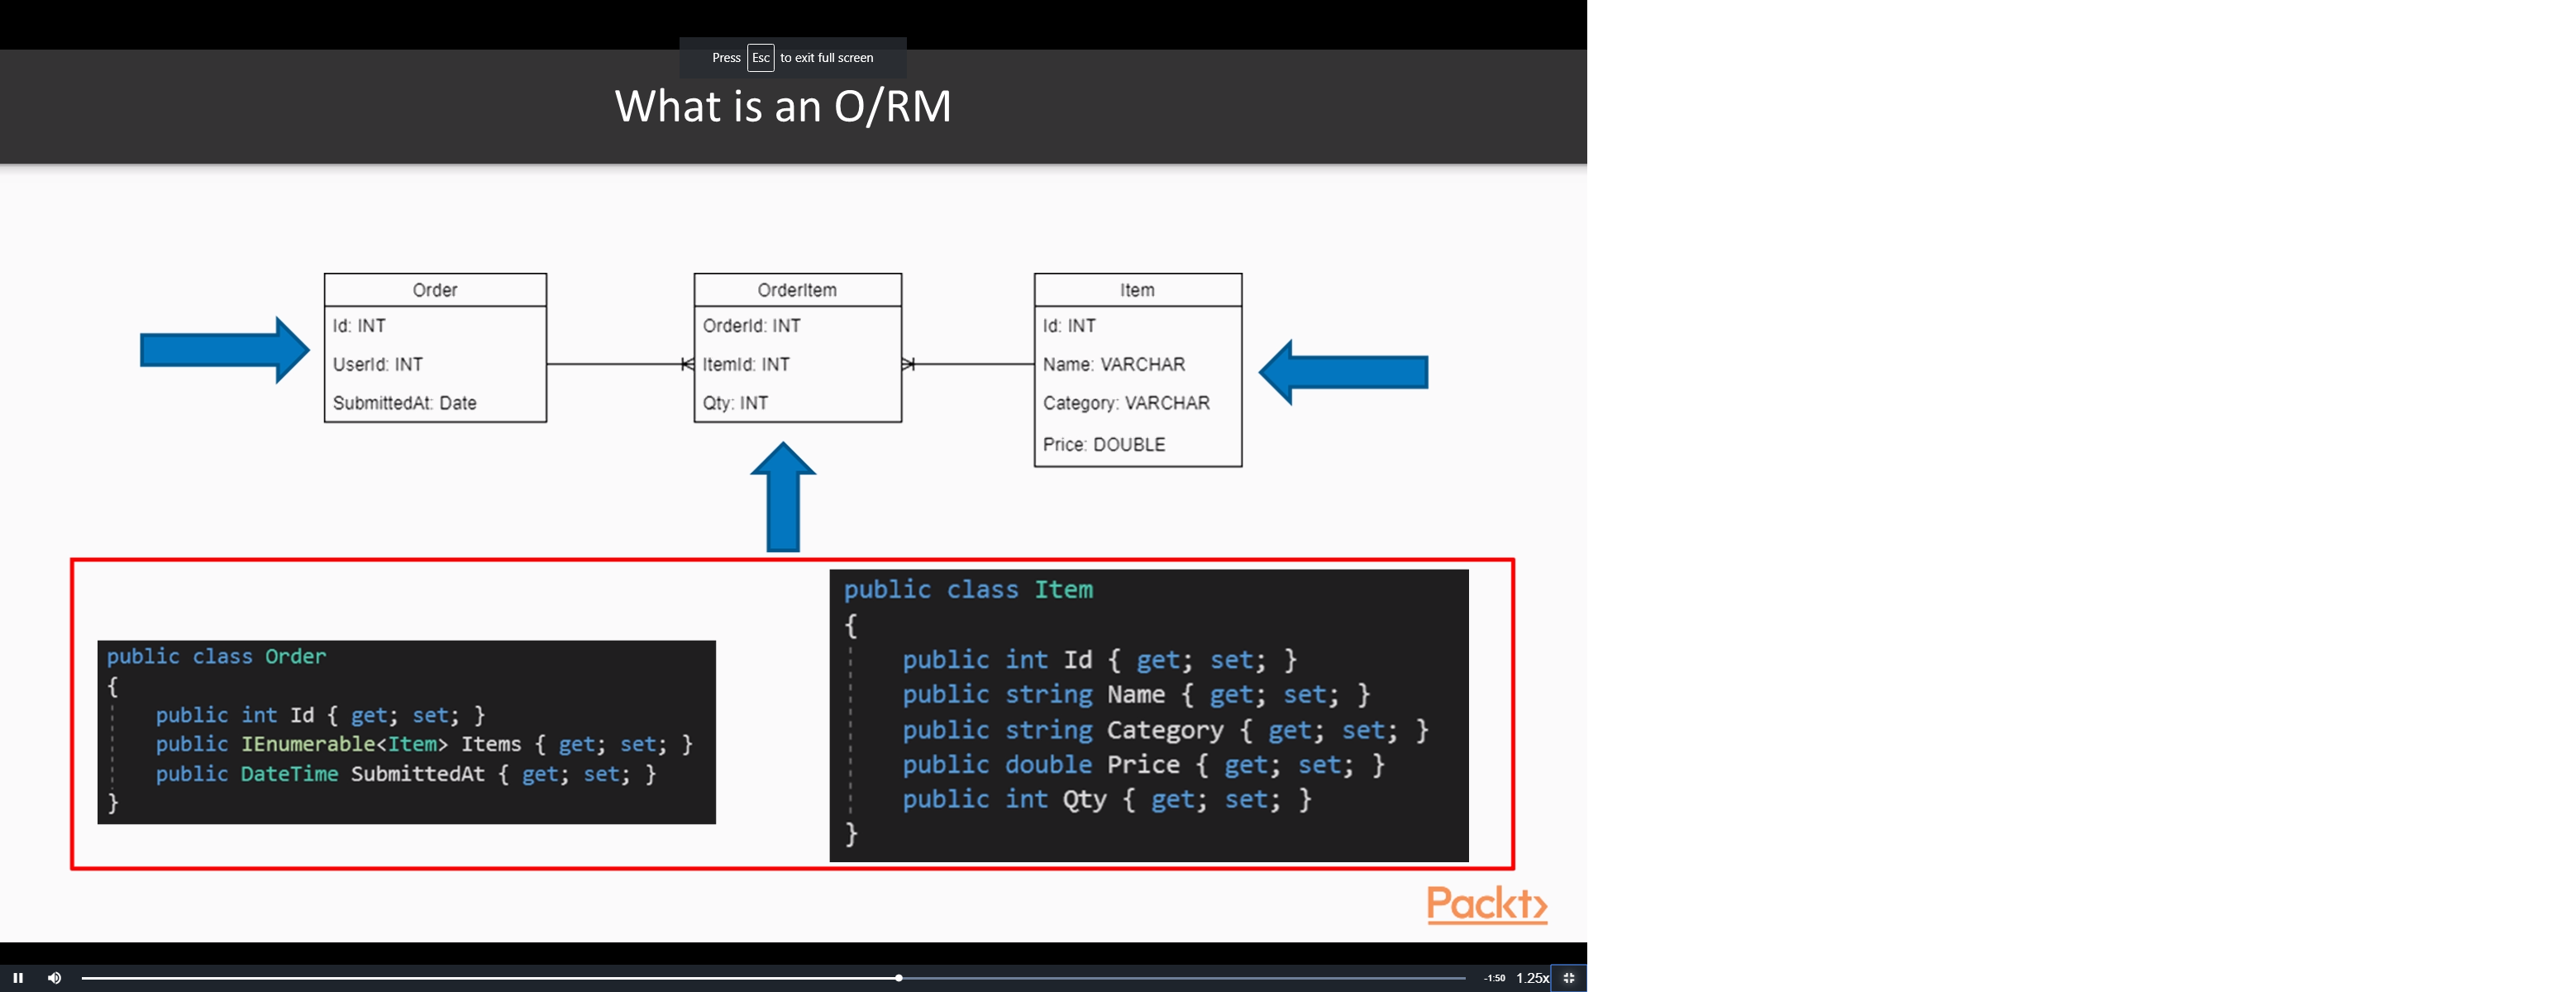 Press Esc to exit full screen
What is an O/RM
Order
Id: INT
UserId: INT
SubmittedAt: Date
OrderItem
OrderId: INT
ItemId: INT
Qty: INT
Item
Id: INT
Name: VARCHAR
Category: VARCHAR
Price: DOUBLE
public class Order
{
public int Id { get; set; }
public IEnumerable<Item> Items { get; set; }
public DateTime SubmittedAt { get; set; }
}
public class Item
{
public int Id { get; set; }
public string Name { get; set; }
public string Category { get; set; }
public double Price { get; set; }
public int Qty { get; set; }
}
Packt>
-1:50 1.25x